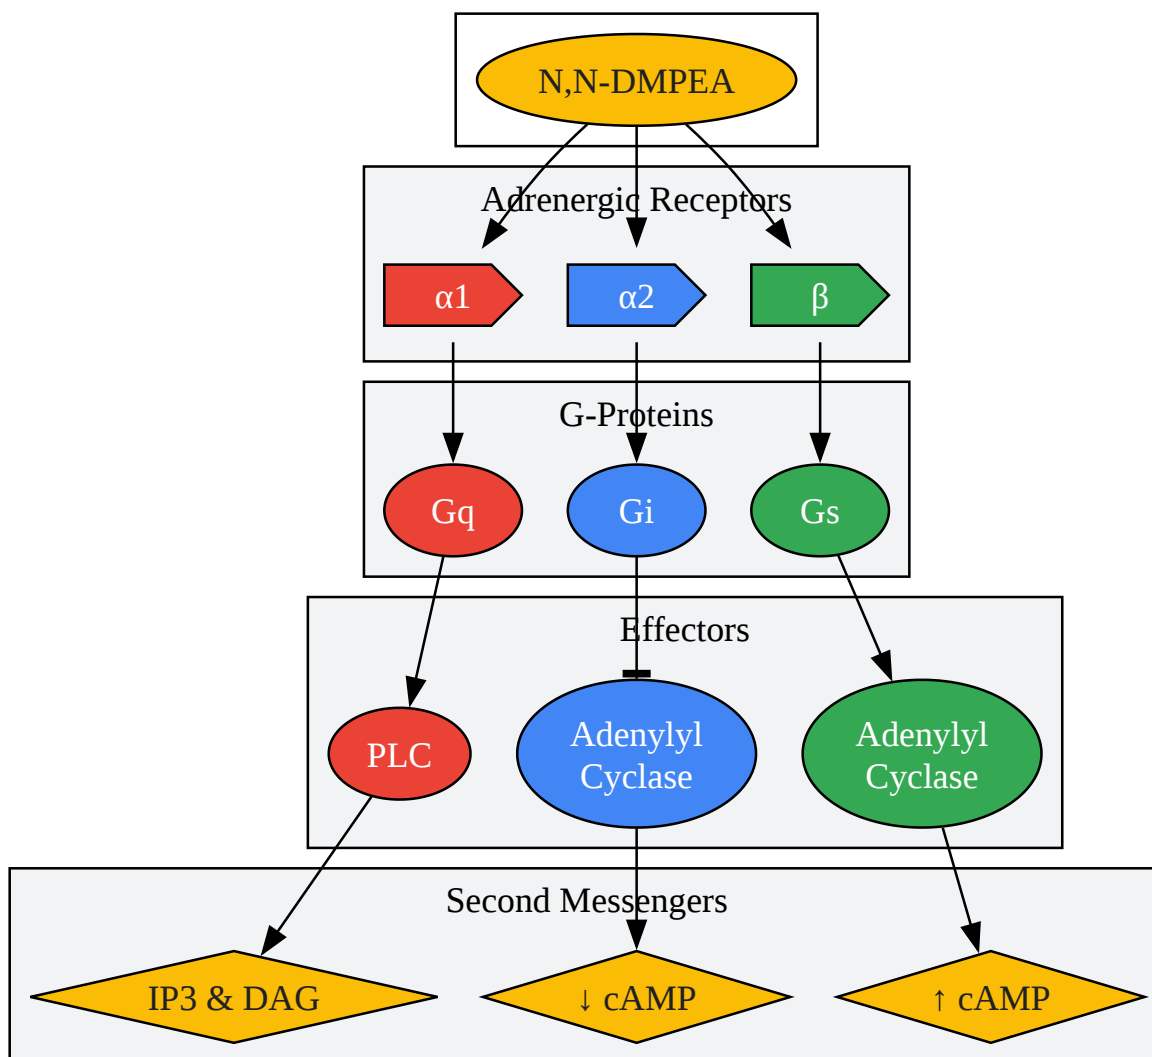 N,N-DMPEA
Adrenergic Receptors
α1
α2
β
G-Proteins
Gq
Gi
Gs
Effectors
PLC
Adenylyl
Cyclase
Adenylyl
Cyclase
Second Messengers
IP3 & DAG
↓ cAMP
↑ cAMP